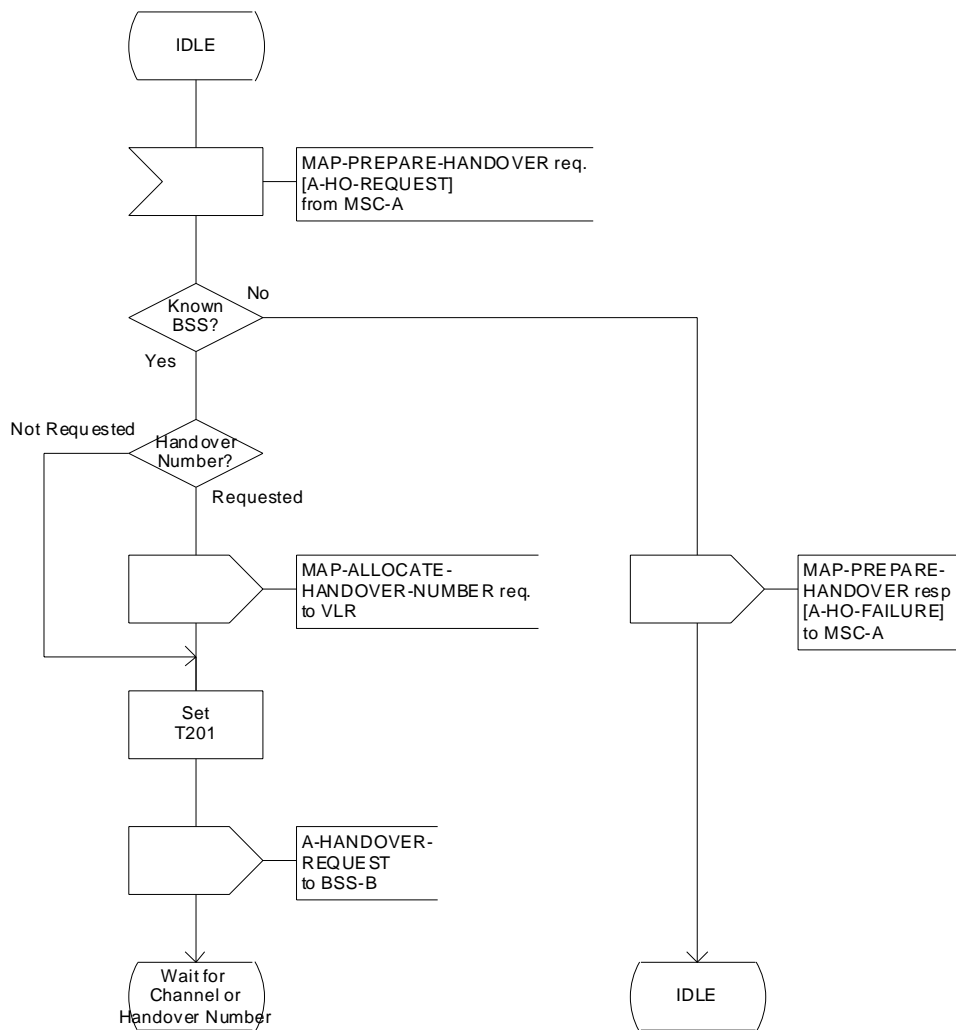 IDLE
MAP-PREPARE-HANDOVER req.
[A-HO-REQUEST]
from MSC-A
No
Known
BSS?
Yes
Not Requested
Handover
Number?
Requested
MAP-ALLOCATE-
HANDOVER-NUMBER req.
to VLR
MAP-PREPARE-
HANDOVER resp
[A-HO-FAILURE]
to MSC-A
Set
T201
A-HANDOVER-
REQUEST
to BSS-B
Wait for
Channel or
Handover Number
IDLE